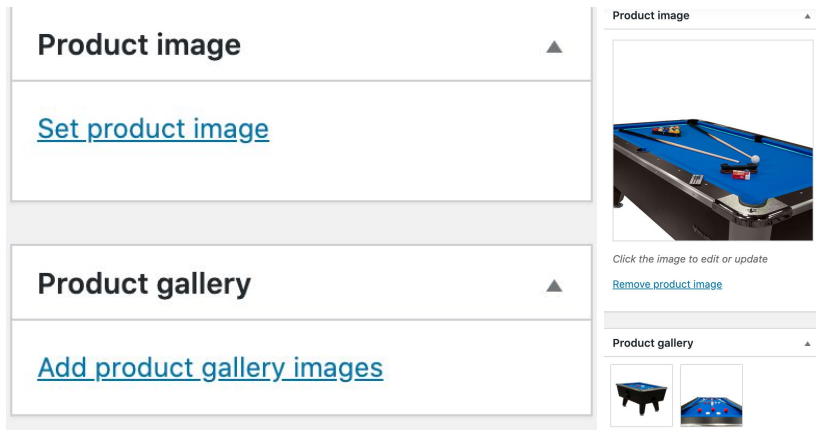 Product image
Set product image
Product gallery
Add product gallery images
Product image
Click the image to edit or update
Remove product image
Product gallery